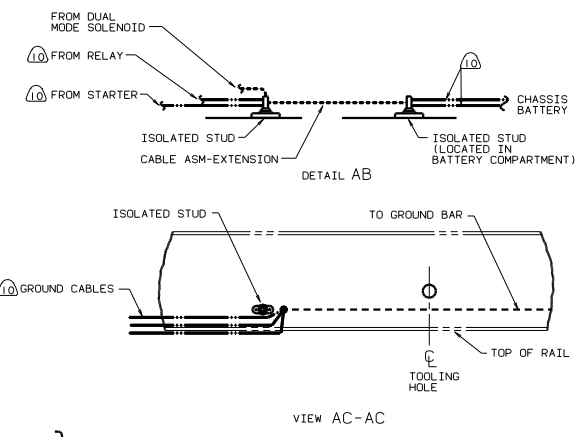 FROM DUAL
MODE SOLENOID
10 FROM RELAY
10
10 FROM STARTER
CHASSIS
BATTERY
ISOLATED STUD
CABLE ASM-EXTENSION
ISOLATED STUD
(LOCATED IN
BATTERY COMPARTMENT)
DETAIL AB
ISOLATED STUD
TO GROUND BAR
10 GROUND CABLES
TOP OF RAIL
CL
TOOLING
HOLE
VIEW AC-AC